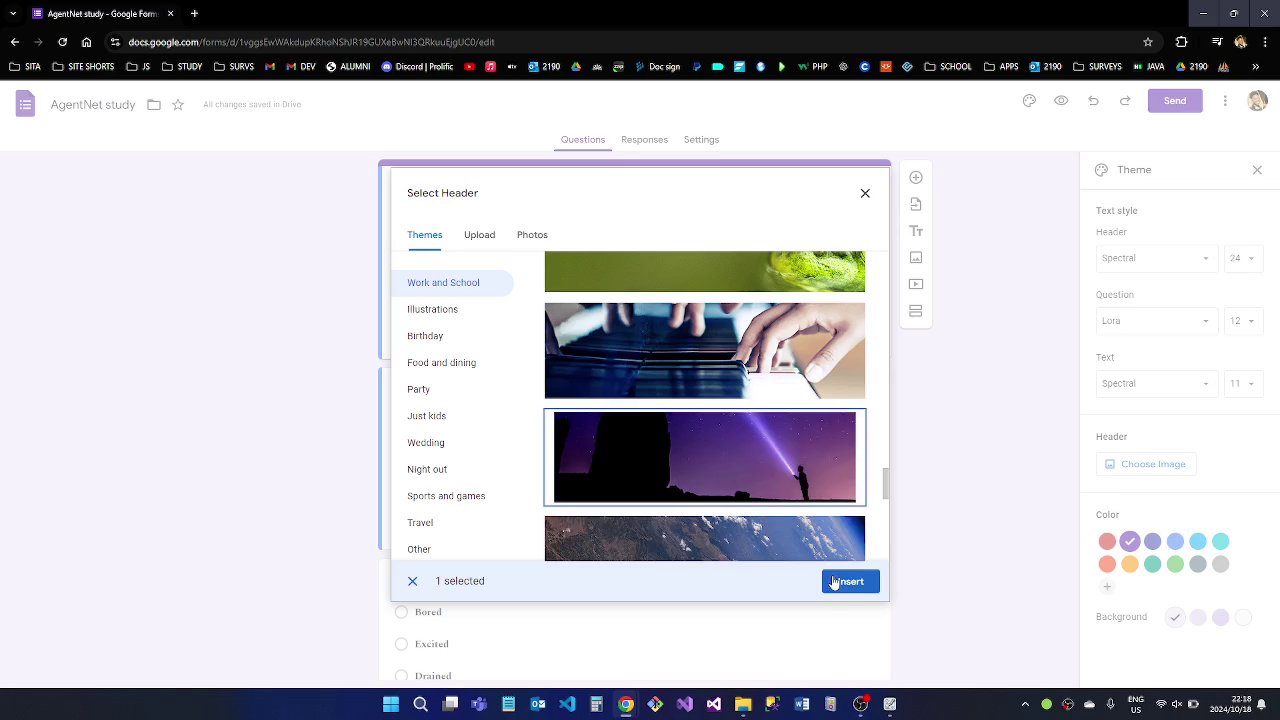 AgentNet study - Google Form
docs.google.com/forms/d/1vggsEwWAkdupKRhoNShJR19GUXeBwNI3QRkuuEjgUC0/edit
SITA
SITE SHORTS
JS
STUDY
SURVS
MI
DEV
ALUMNI
Discord | Prolific
2190
Doc sign
PHP
SCHOOL
APPS
2190
SURVEYS
JAVA
2190
AgentNet study
All changes saved in Drive
Send
Questions
Responses
Settings
Select Header
Themes
Upload
Photos
Work and School
Illustrations
Birthday
Food and dining
Party
Just kids
Wedding
Night out
Sports and games
Travel
Other
1 selected
Insert
Bored
Excited
Drained
Theme
Text style
Header
Spectral
24
Question
Lora
12
Text
Spectral
11
Header
Choose Image
Color
Background
ENG
US
22:18
2024/10/08